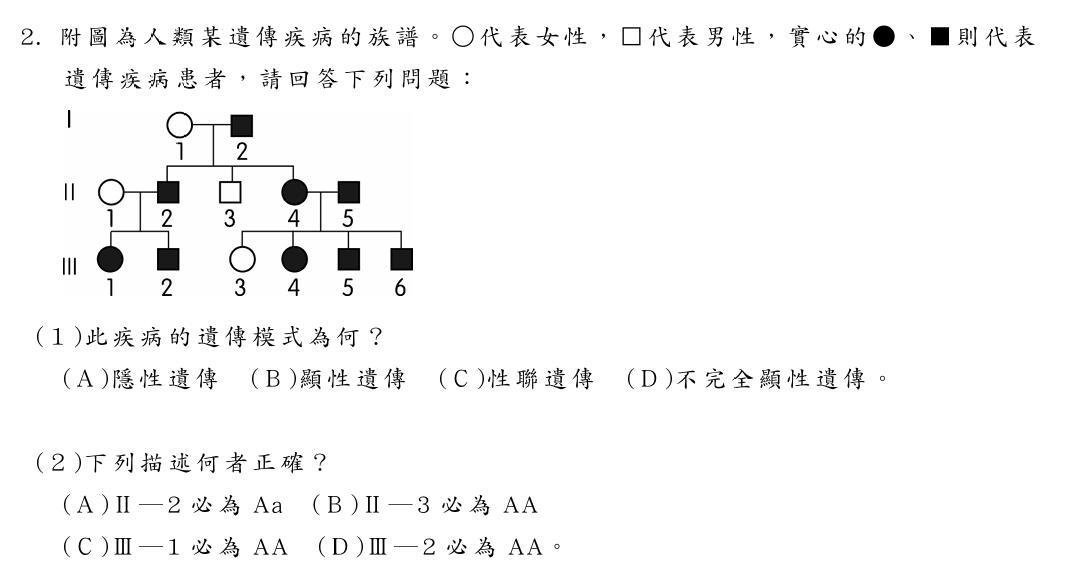 2. 附圖為人類某遺傳疾病的族譜。○代表女性，□代表男性，實心的●、■則代表
遺傳疾病患者，請回答下列問題：
I
1 2
II
1 2 3 4 5
III
1 2 3 4 5 6
(1)此疾病的遺傳模式為何？
(A)隱性遺傳 (B)顯性遺傳 (C)性聯遺傳 (D)不完全顯性遺傳。
(2)下列描述何者正確？
(A)Ⅱ—2 必為 Aa (B)Ⅱ—3 必為 AA
(C)Ⅲ—1 必為 AA (D)Ⅲ—2 必為 AA。